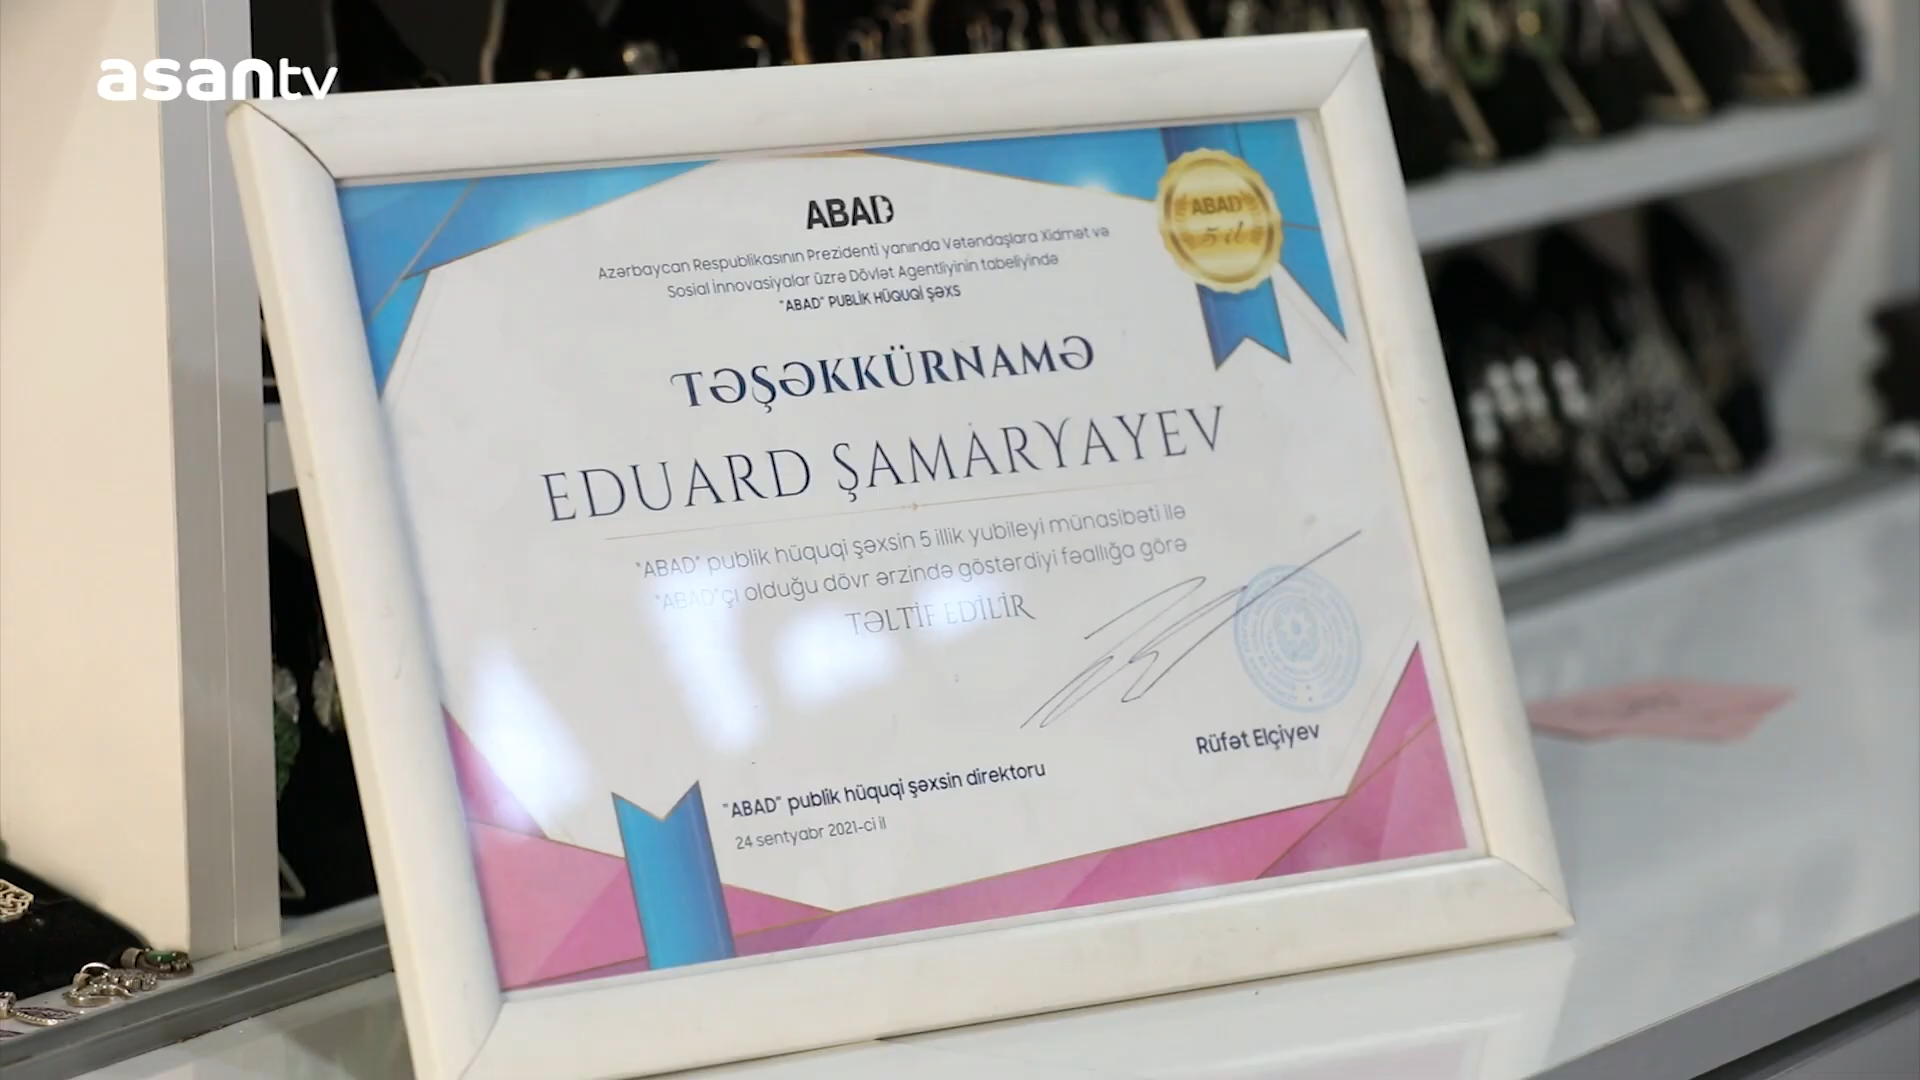 asantv
ABAD
Azərbaycan Respublikasının Prezidenti yanında Vətəndaşlara Xidmət və
Sosial İnnovasiyalar üzrə Dövlət Agentliyinin tabeliyində
"ABAD" PUBLİK HÜQUQİ ŞƏXS
ABAD
5 il
TƏŞƏKKÜRNAMƏ
EDUARD ŞAMARYAYEV
"ABAD" publik hüquqi şəxsin 5 illik yubileyi münasibəti ilə
"ABAD"çı olduğu dövr ərzində göstərdiyi fəallığa görə
TƏLTİF EDİLİR
Rüfət Elçiyev
"ABAD" publik hüquqi şəxsin direktoru
24 sentyabr 2021-ci il